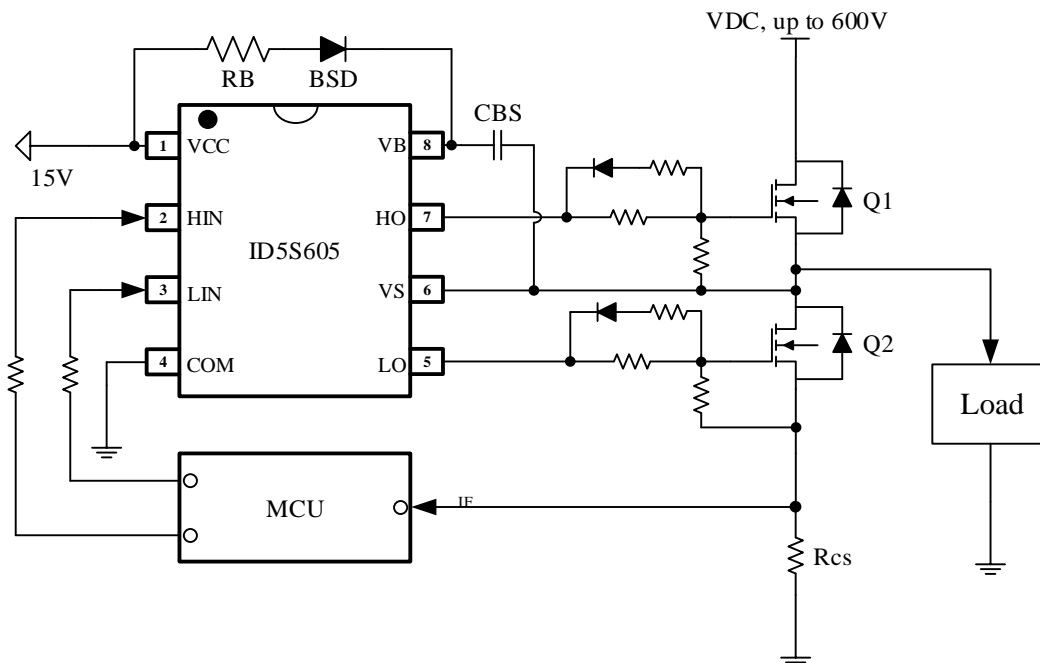 VDC, up to 600V
RB
BSD
CBS
15V
1
VCC
VB
8
2
HIN
HO
7
Q1
ID5S605
3
LIN
VS
6
4
COM
LO
5
Q2
Load
MCU
IF
Rcs